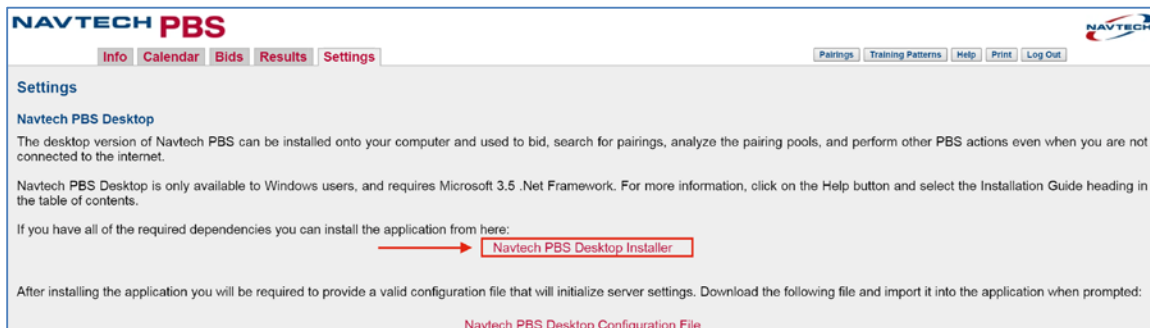 NAVTECH PBS
NAVTECH
Info Calendar Bids Results Settings
Pairings Training Patterns Help Print Log Out
Settings
Navtech PBS Desktop
The desktop version of Navtech PBS can be installed onto your computer and used to bid, search for pairings, analyze the pairing pools, and perform other PBS actions even when you are not
connected to the internet.
Navtech PBS Desktop is only available to Windows users, and requires Microsoft 3.5 .Net Framework. For more information, click on the Help button and select the Installation Guide heading in
the table of contents.
If you have all of the required dependencies you can install the application from here:
Navtech PBS Desktop Installer
After installing the application you will be required to provide a valid configuration file that will initialize server settings. Download the following file and import it into the application when prompted:
Navtech PBS Desktop Configuration File